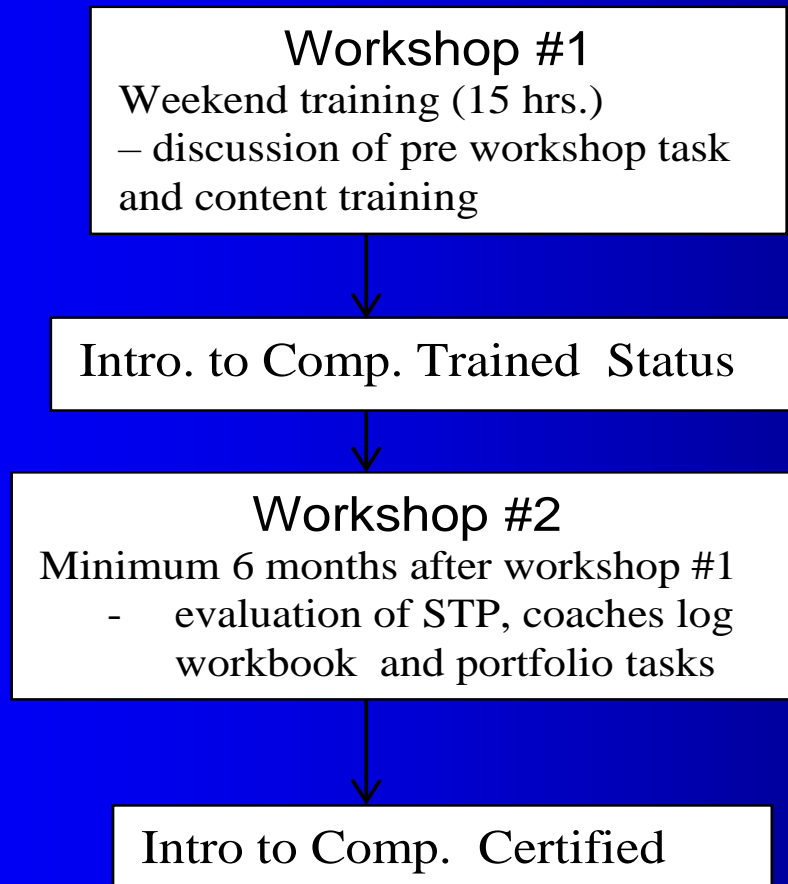 Workshop #1
Weekend training (15 hrs.)
– discussion of pre workshop task
and content training
Intro. to Comp. Trained Status
Workshop #2
Minimum 6 months after workshop #1
- evaluation of STP, coaches log
workbook and portfolio tasks
Intro to Comp. Certified